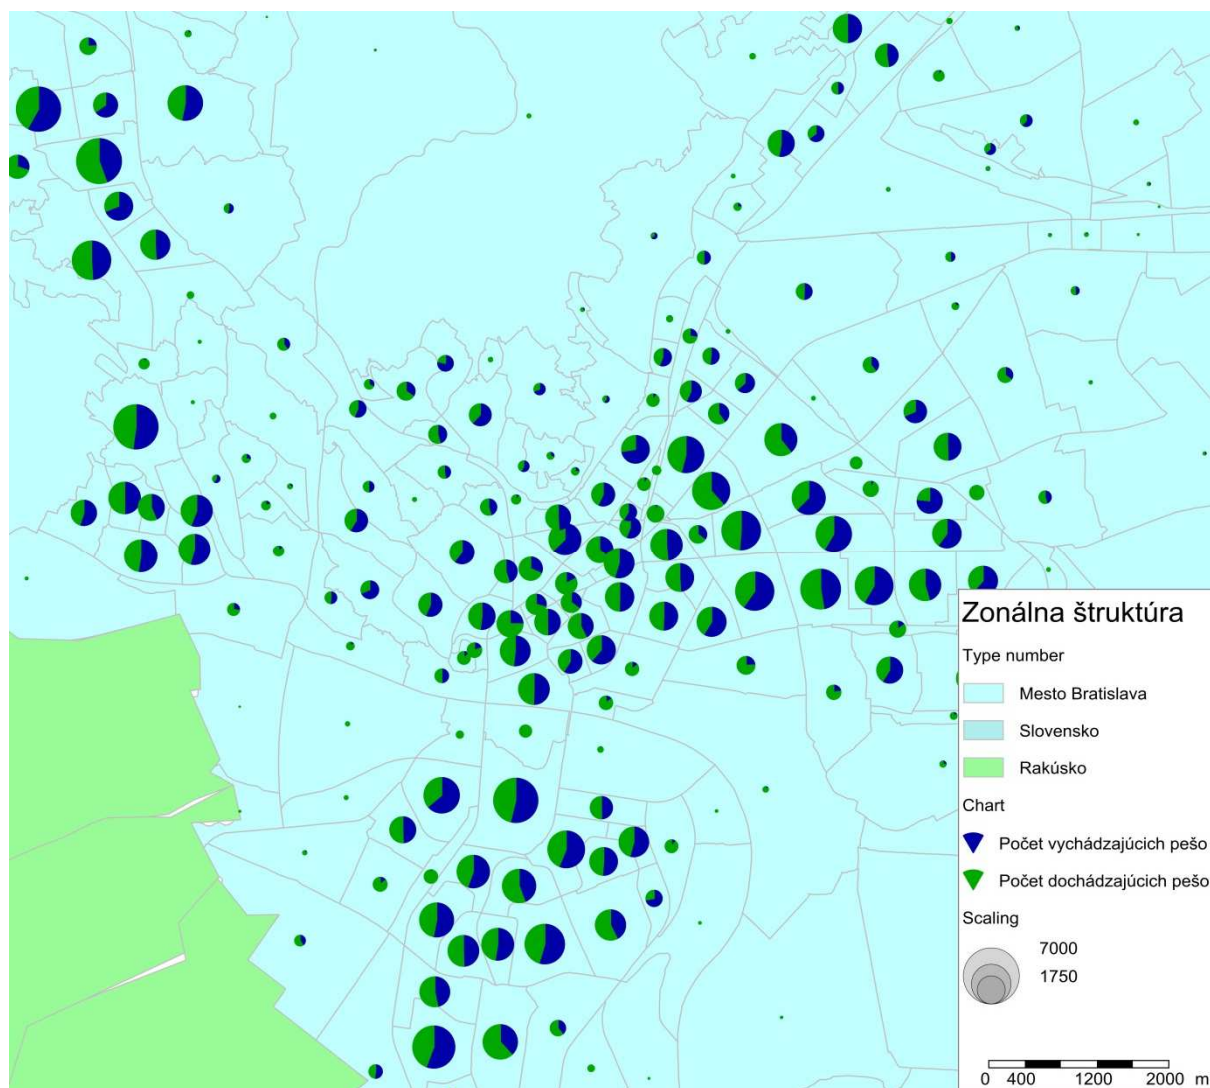 Zonálna štruktúra
Type number
Mesto Bratislava
Slovensko
Rakúsko
Chart
Počet vychádzajúcich pešo
Počet dochádzajúcich pešo
Scaling
7000
1750
0 400 1200 2000 m